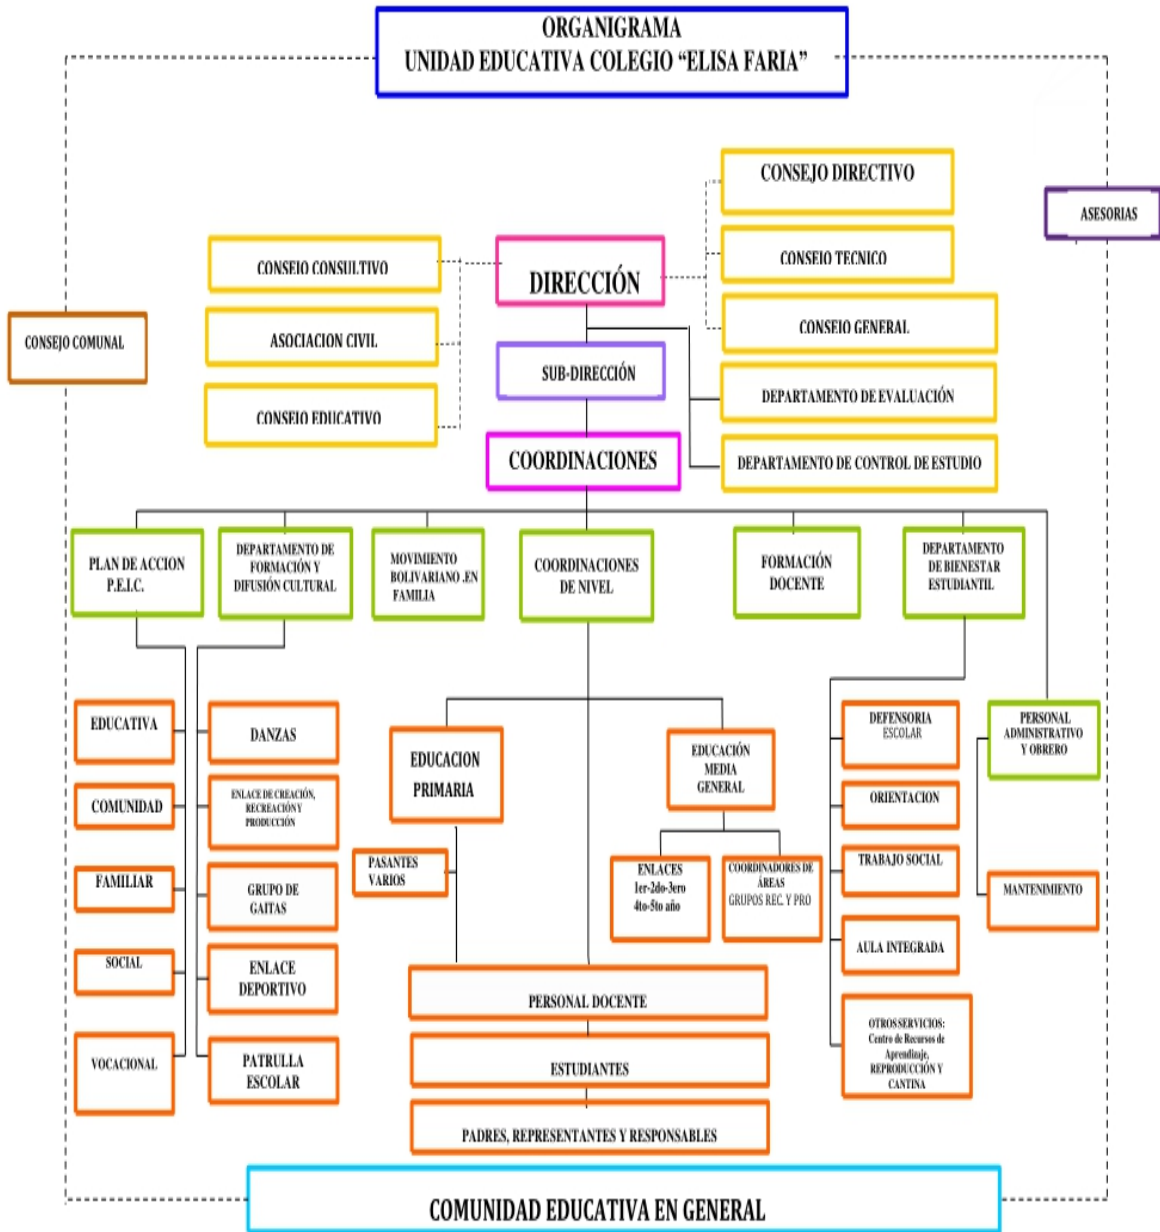 ORGANIGRAMA
UNIDAD EDUCATIVA COLEGIO “ELISA FARIA”
CONSEJO DIRECTIVO
ASESORIAS
CONSEJO CONSULTIVO
DIRECCIÓN
CONSEJO TECNICO
CONSEJO COMUNAL
ASOCIACION CIVIL
CONSEJO GENERAL
SUB-DIRECCIÓN
CONSEJO EDUCATIVO
DEPARTAMENTO DE EVALUACIÓN
COORDINACIONES
DEPARTAMENTO DE CONTROL DE ESTUDIO
PLAN DE ACCION
P.E.I.C.
DEPARTAMENTO DE
FORMACIÓN Y
DIFUSIÓN CULTURAL
MOVIMIENTO
BOLIVARIANO .EN
FAMILIA
COORDINACIONES
DE NIVEL
FORMACIÓN
DOCENTE
DEPARTAMENTO
DE BIENESTAR
ESTUDIANTIL
EDUCATIVA
DANZAS
EDUCACION
PRIMARIA
EDUCACIÓN
MEDIA
GENERAL
DEFENSORIA
ESCOLAR
PERSONAL
ADMINISTRATIVO
Y OBRERO
COMUNIDAD
ENLACE DE CREACIÓN,
RECREACIÓN Y
PRODUCCIÓN
ORIENTACION
FAMILIAR
GRUPO DE
GAITAS
PASANTES
VARIOS
ENLACES
1er-2do-3ero
4to-5to año
COORDINADORES DE
ÁREAS
GRUPOS REC. Y PRO
TRABAJO SOCIAL
MANTENIMIENTO
SOCIAL
ENLACE
DEPORTIVO
AULA INTEGRADA
PERSONAL DOCENTE
VOCACIONAL
PATRULLA
ESCOLAR
ESTUDIANTES
OTROS SERVICIOS:
Centro de Recursos de
Aprendizaje,
REPRODUCCIÓN Y
CANTINA
PADRES, REPRESENTANTES Y RESPONSABLES
COMUNIDAD EDUCATIVA EN GENERAL